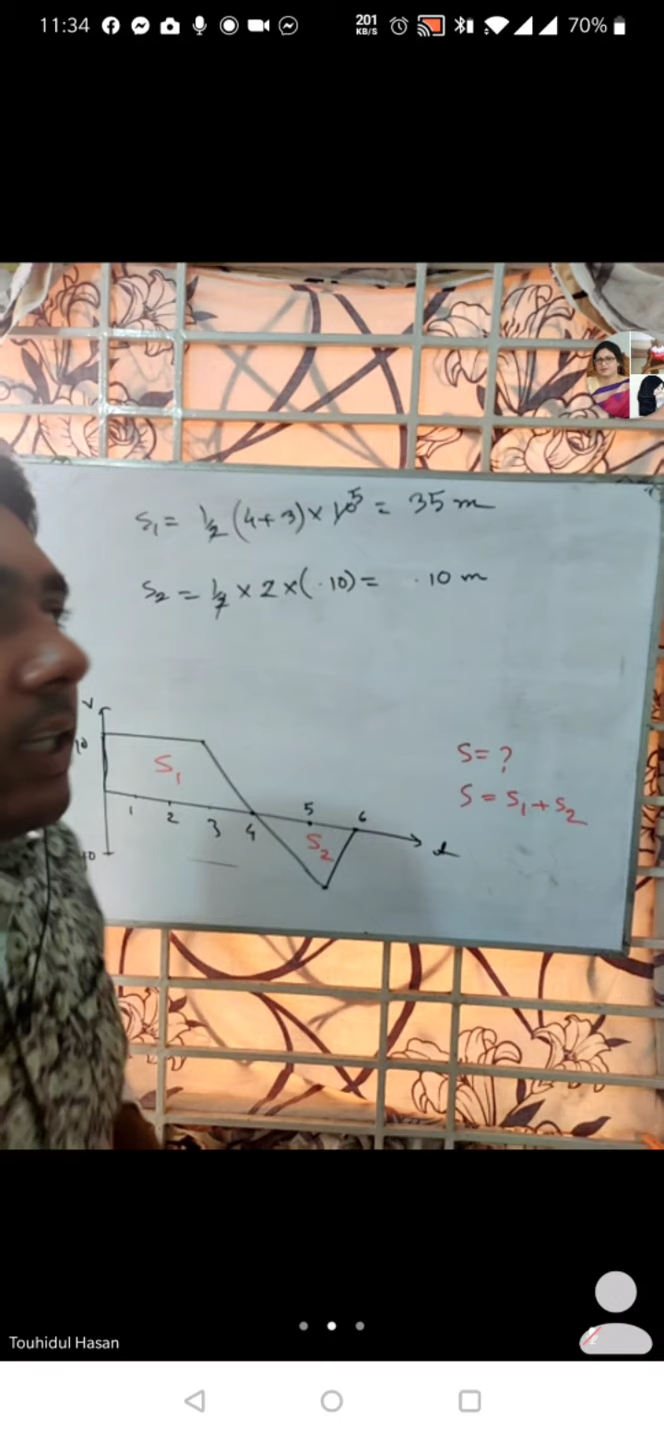 11:34 201 KB/S 70%
S₁ = ½ (4+3) × 10 5 = 35 m
S₂ = ½ × 2 × (-10) = -10 m
v
10
S₁
S = ?
S = S₁ + S₂
1 2 3 4 5 6
S₂
t
Touhidul Hasan